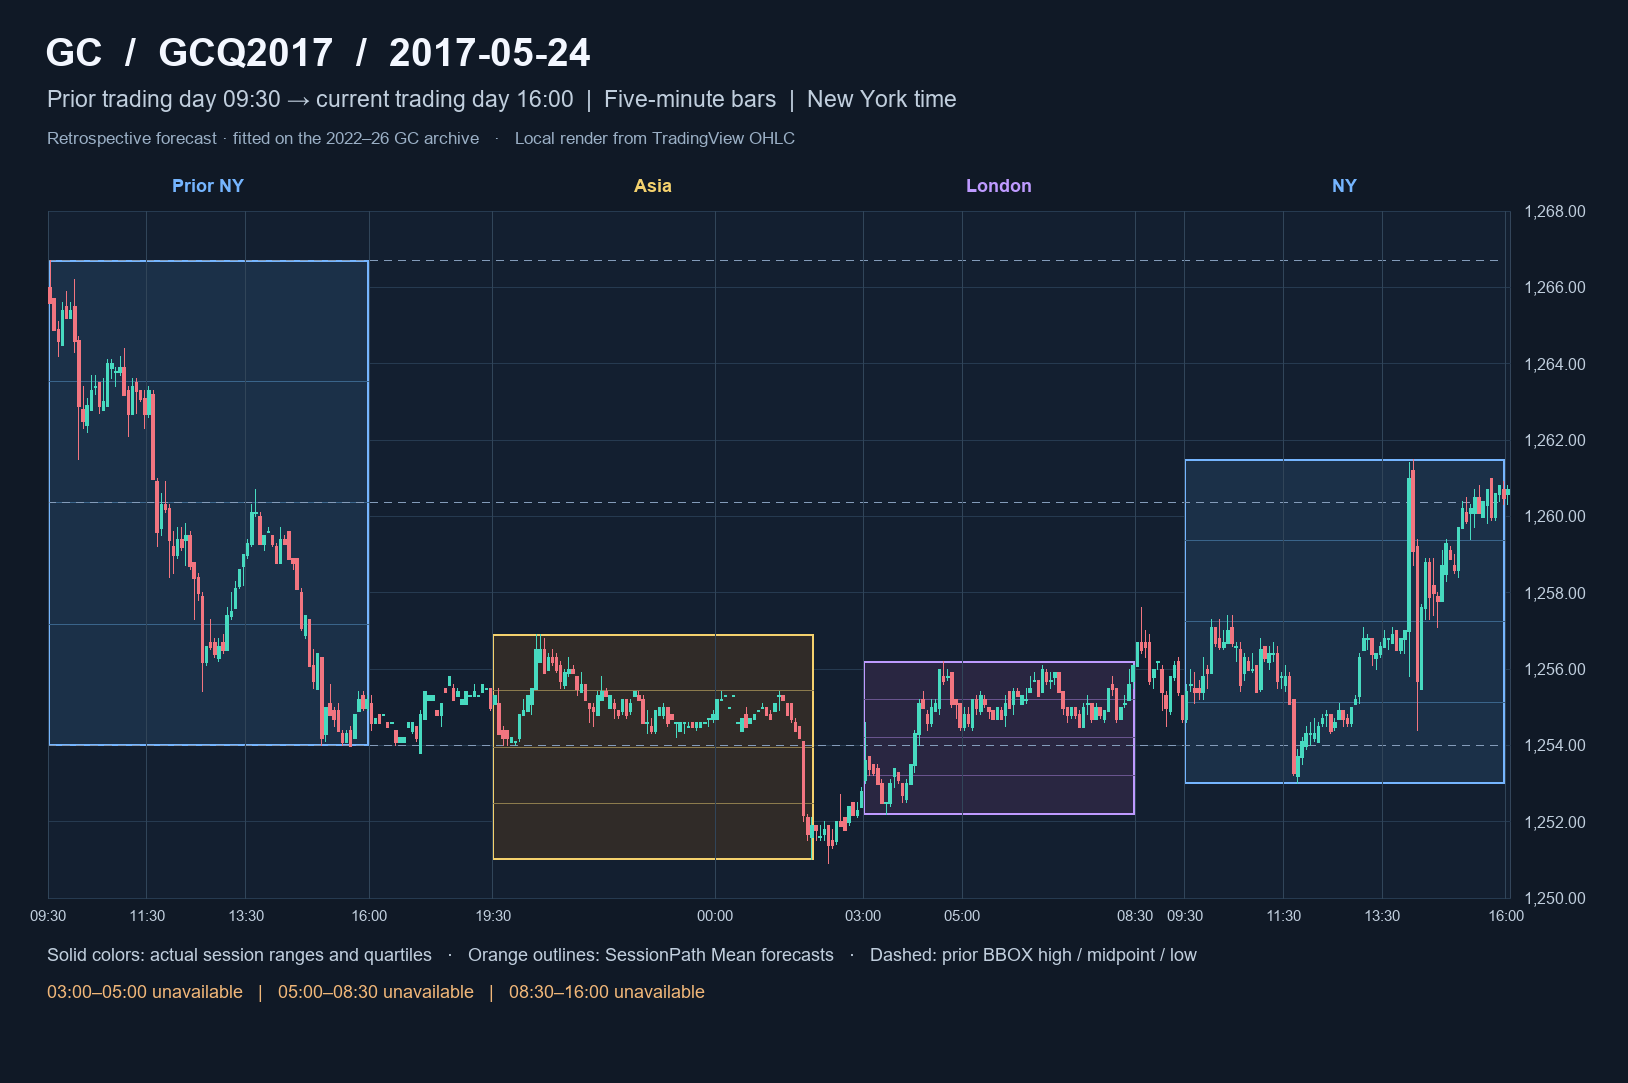 GC / GCQ2017 / 2017-05-24
Prior trading day 09:30 → current trading day 16:00 | Five-minute bars | New York time
Retrospective forecast · fitted on the 2022–26 GC archive · Local render from TradingView OHLC
Prior NY Asia London NY
1,268.00
1,266.00
1,264.00
1,262.00
1,260.00
1,258.00
1,256.00
1,254.00
1,252.00
1,250.00
09:30 11:30 13:30 16:00 19:30 00:00 03:00 05:00 08:30 09:30 11:30 13:30 16:00
Solid colors: actual session ranges and quartiles · Orange outlines: SessionPath Mean forecasts · Dashed: prior BBOX high / midpoint / low
03:00–05:00 unavailable | 05:00–08:30 unavailable | 08:30–16:00 unavailable